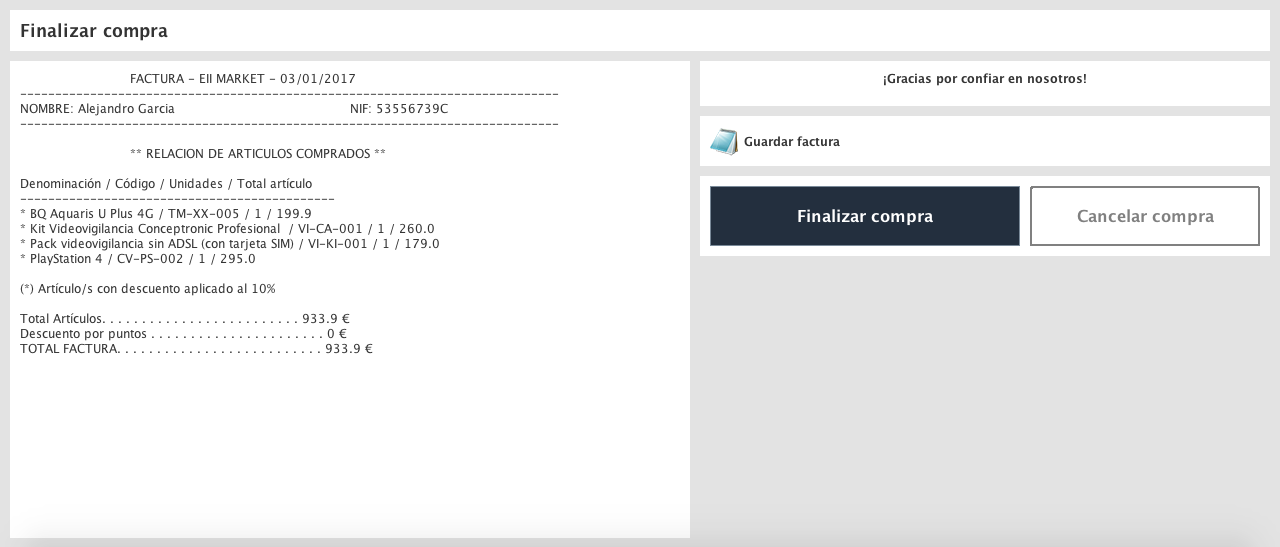 Finalizar compra
FACTURA - EII MARKET - 03/01/2017
-----------------------------------------------------------------------------
NOMBRE: Alejandro Garcia NIF: 53556739C
-----------------------------------------------------------------------------
** RELACION DE ARTICULOS COMPRADOS **
Denominación / Código / Unidades / Total artículo
---------------------------------------------
* BQ Aquaris U Plus 4G / TM-XX-005 / 1 / 199.9
* Kit Videovigilancia Conceptronic Profesional / VI-CA-001 / 1 / 260.0
* Pack videovigilancia sin ADSL (con tarjeta SIM) / VI-KI-001 / 1 / 179.0
* PlayStation 4 / CV-PS-002 / 1 / 295.0
(*) Artículo/s con descuento aplicado al 10%
Total Artículos. . . . . . . . . . . . . . . . . . . . . . . . . 933.9 €
Descuento por puntos . . . . . . . . . . . . . . . . . . . . . . 0 €
TOTAL FACTURA. . . . . . . . . . . . . . . . . . . . . . . . . . 933.9 €
¡Gracias por confiar en nosotros!
Guardar factura
Finalizar compra
Cancelar compra